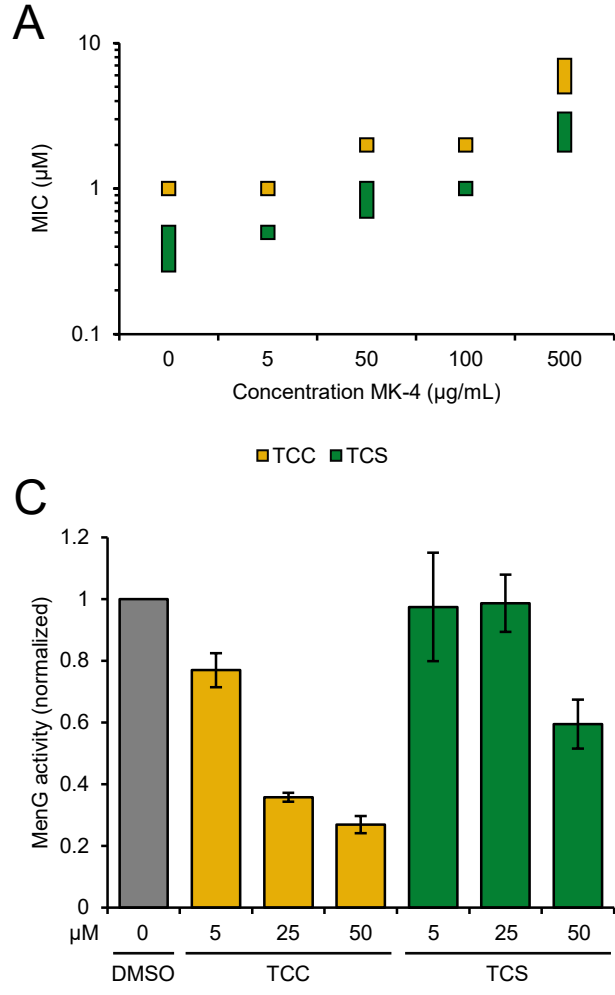 A
MIC (µM)
10
1
0.1
0 5 50 100 500
Concentration MK-4 (µg/mL)
TCC TCS
C
MenG activity (normalized)
1.2
1
0.8
0.6
0.4
0.2
0
µM 0 5 25 50 5 25 50
DMSO TCC TCS